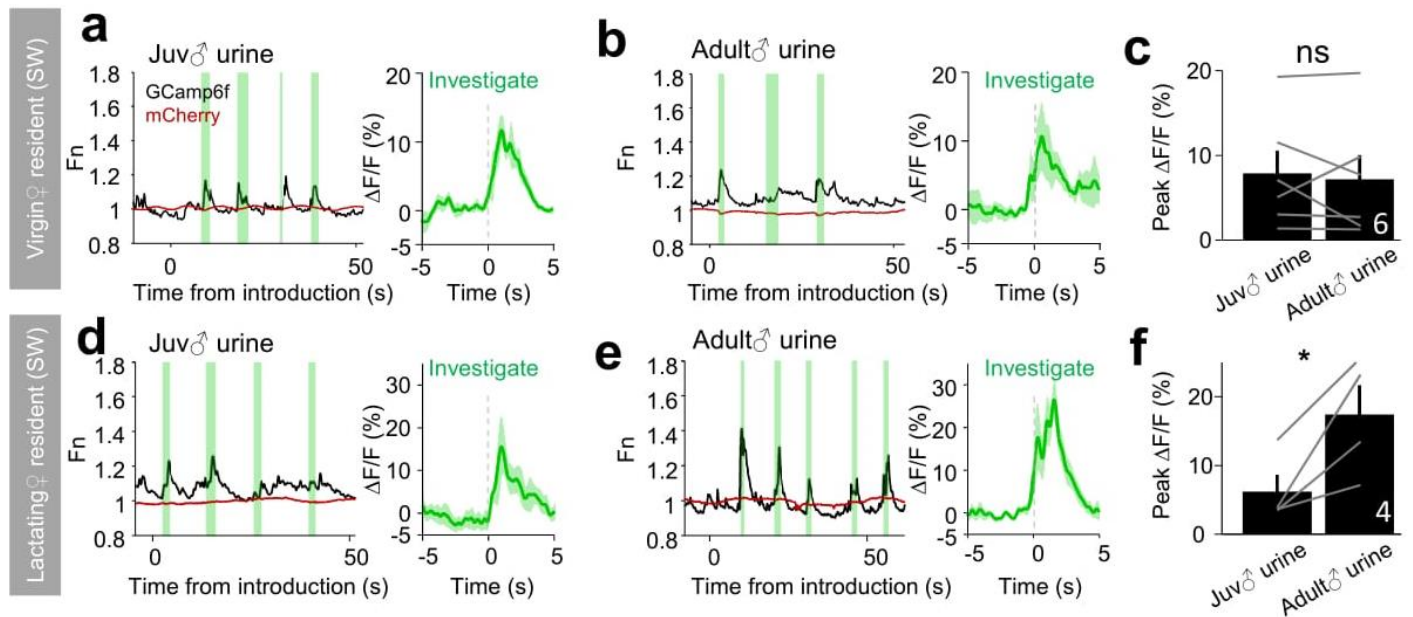 Virgin♀ resident (SW)
a
Juv♂ urine
1.8
1.6
1.4
1.2
1
0.8
Fn
GCamp6f
mCherry
0
50
Time from introduction (s)
20
10
0
-5
ΔF/F (%)
Investigate
-5
0
5
Time (s)
b
Adult♂ urine
1.8
1.6
1.4
1.2
1
0.8
Fn
0
50
Time from introduction (s)
20
10
0
-5
ΔF/F (%)
Investigate
-5
0
5
Time (s)
c
ns
20
10
0
Peak ΔF/F (%)
6
Juv♂ urine
Adult♂ urine
Lactating♀ resident (SW)
d
Juv♂ urine
1.8
1.6
1.4
1.2
1
0.8
Fn
0
50
Time from introduction (s)
30
20
10
0
-5
ΔF/F (%)
Investigate
-5
0
5
Time (s)
e
Adult♂ urine
1.8
1.6
1.4
1.2
1
0.8
Fn
0
50
Time from introduction (s)
30
20
10
0
-5
ΔF/F (%)
Investigate
-5
0
5
Time (s)
f
*
20
10
0
Peak ΔF/F (%)
4
Juv♂ urine
Adult♂ urine